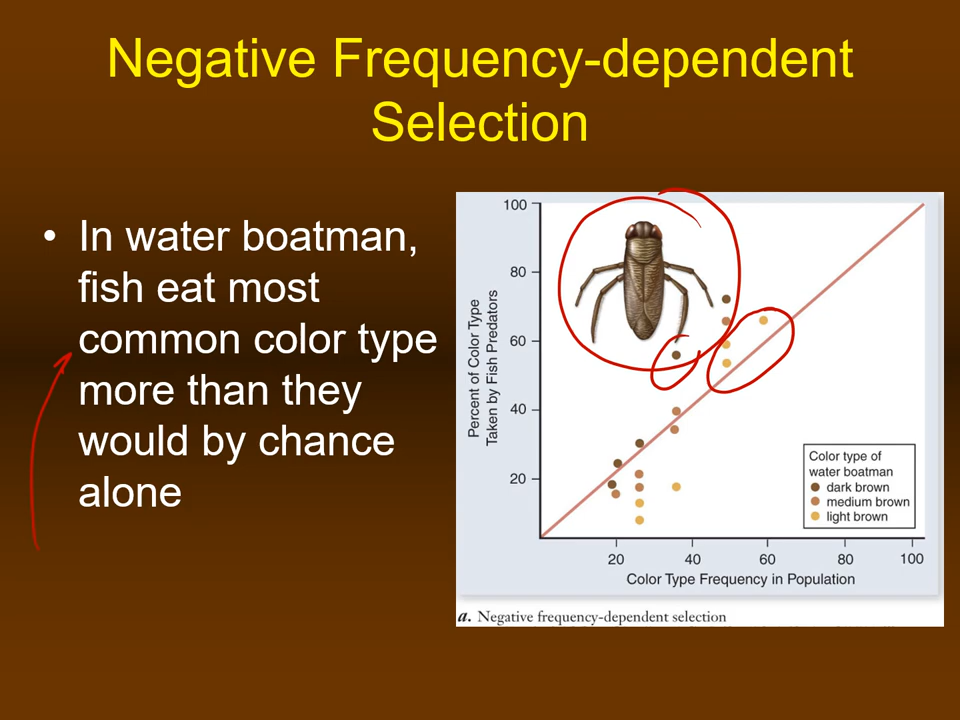 Negative Frequency-dependent
Selection
• In water boatman,
fish eat most
common color type
more than they
would by chance
alone
Percent of Color Type
Taken by Fish Predators
100
80
60
40
20
Color type of
water boatman
dark brown
medium brown
light brown
20 40 60 80 100
Color Type Frequency in Population
a. Negative frequency-dependent selection